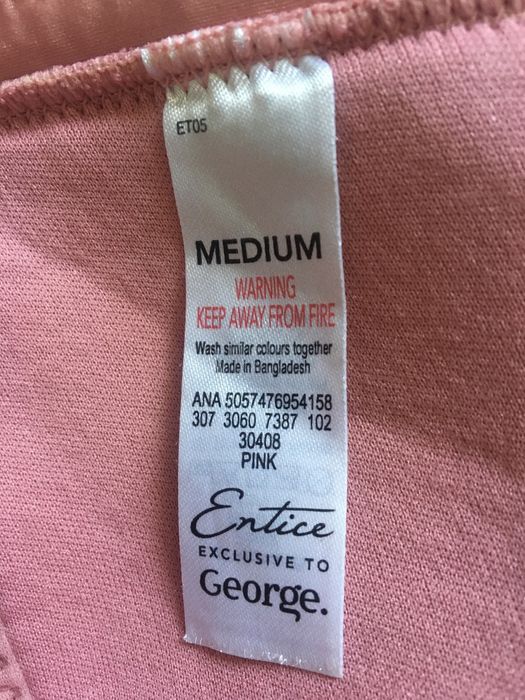 ET05
MEDIUM
WARNING
KEEP AWAY FROM FIRE
Wash similar colours together
Made in Bangladesh
ANA 5057476954158
307 3060 7387 102
30408
PINK
Entice
EXCLUSIVE TO
George.